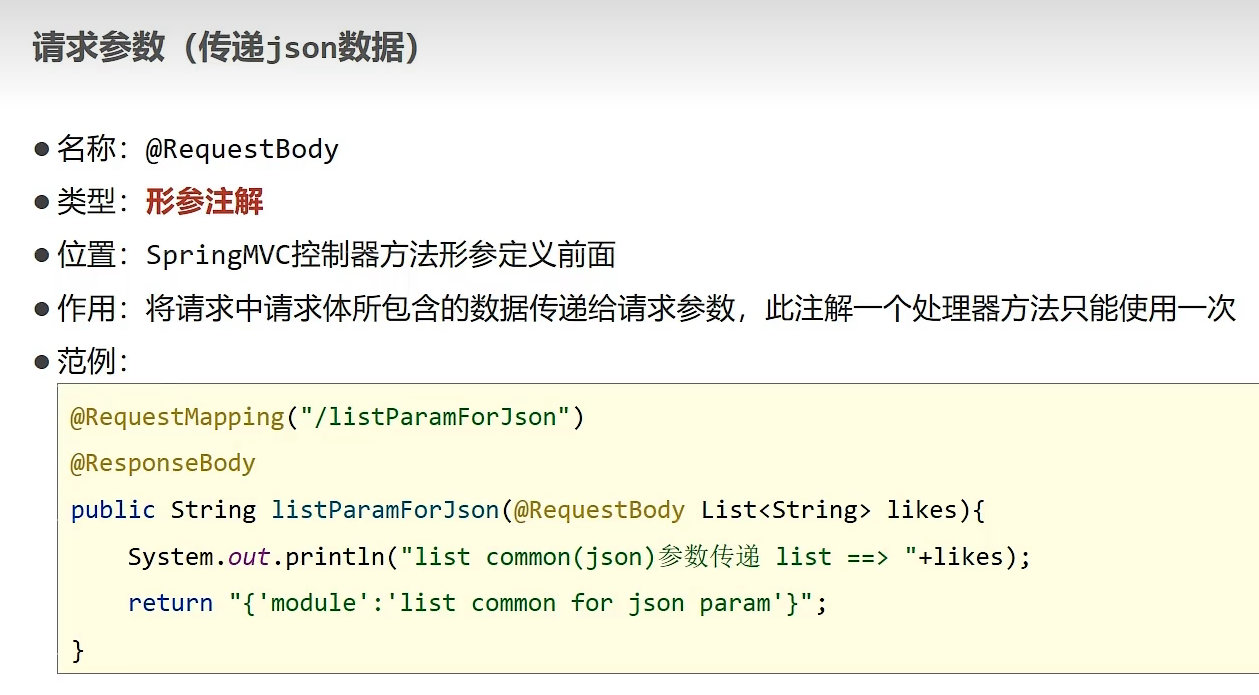 请求参数（传递json数据）
● 名称：@RequestBody
● 类型：形参注解
● 位置：SpringMVC控制器方法形参定义前面
● 作用：将请求中请求体所包含的数据传递给请求参数，此注解一个处理器方法只能使用一次
● 范例：
@RequestMapping("/listParamForJson")
@ResponseBody
public String listParamForJson(@RequestBody List<String> likes){
    System.out.println("list common(json)参数传递 list ==> "+likes);
    return "{'module':'list common for json param'}";
}